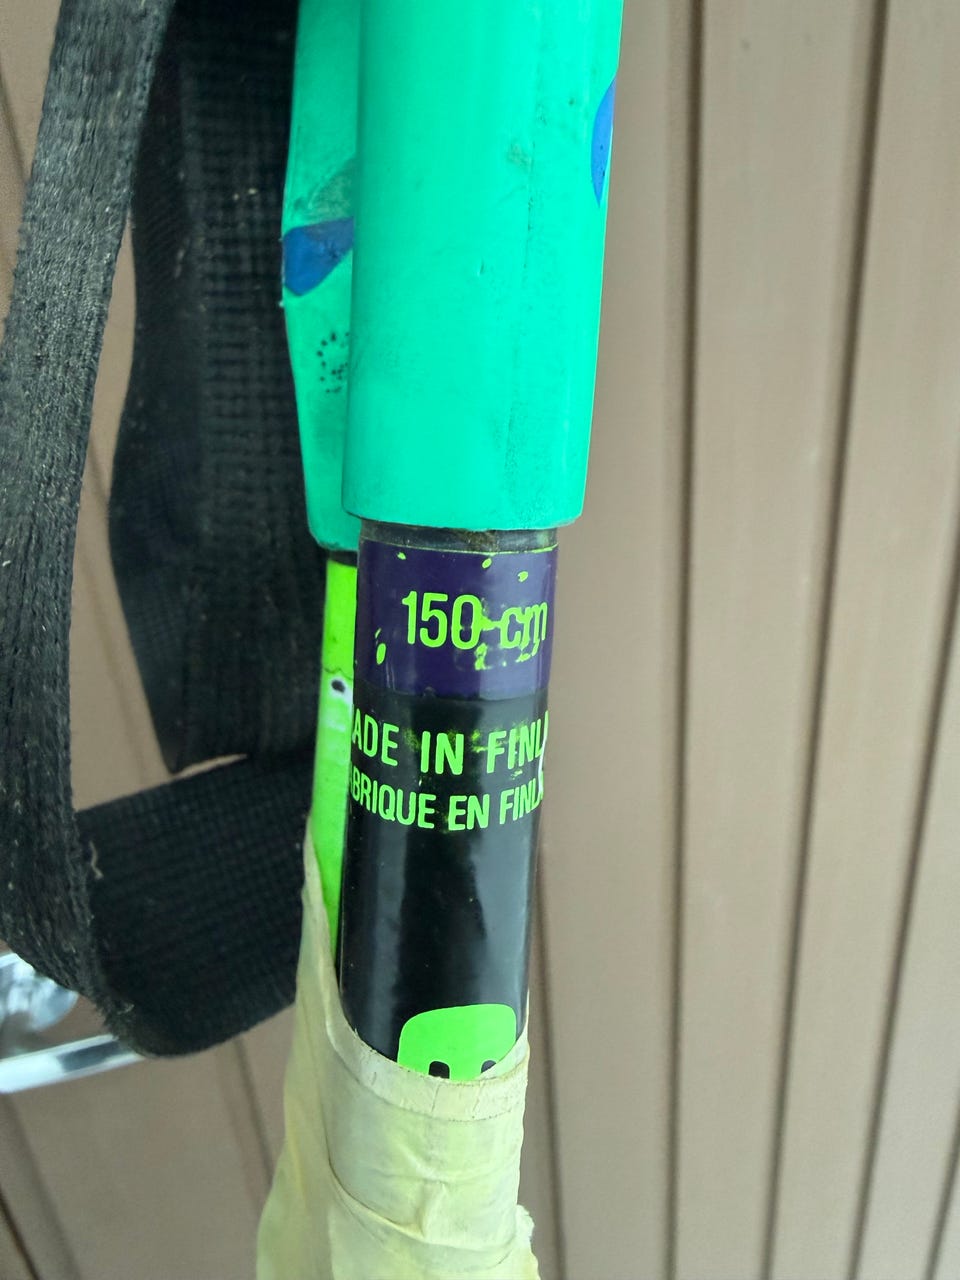 150 cm
ADE IN FINL
BRIQUE EN FINL